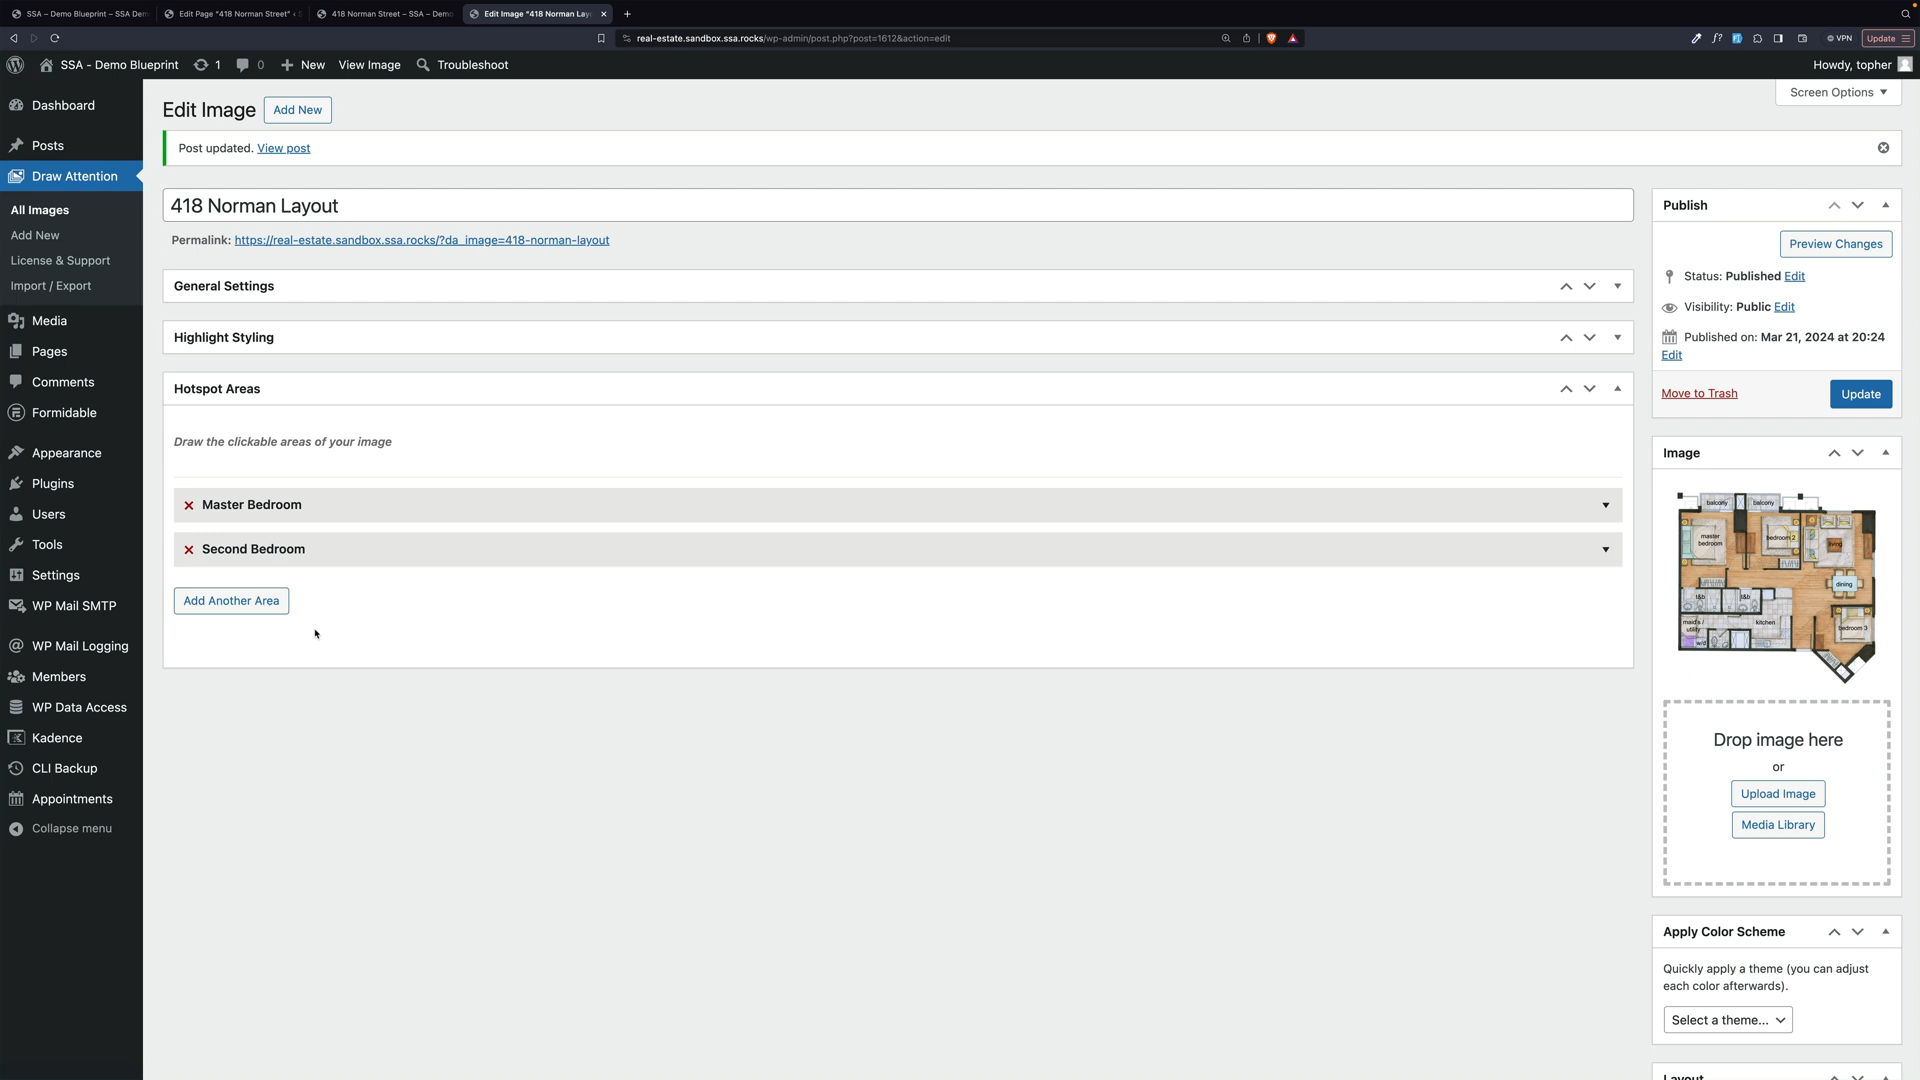 SSA – Demo Blueprint – SSA Dem
Edit Page "418 Norman Street" ‹ S
418 Norman Street – SSA – Demo
Edit Image "418 Norman Lay
real-estate.sandbox.ssa.rocks/wp-admin/post.php?post=1612&action=edit
VPN
Update
SSA – Demo Blueprint
1
0
New
View Image
Troubleshoot
Howdy, topher
Dashboard
Posts
Draw Attention
All Images
Add New
License & Support
Import / Export
Media
Pages
Comments
Formidable
Appearance
Plugins
Users
Tools
Settings
WP Mail SMTP
WP Mail Logging
Members
WP Data Access
Kadence
CLI Backup
Appointments
Collapse menu
Screen Options
Edit Image
Add New
Post updated. View post
418 Norman Layout
Permalink: https://real-estate.sandbox.ssa.rocks/?da_image=418-norman-layout
General Settings
Highlight Styling
Hotspot Areas
Draw the clickable areas of your image
Master Bedroom
Second Bedroom
Add Another Area
Publish
Preview Changes
Status: Published Edit
Visibility: Public Edit
Published on: Mar 21, 2024 at 20:24
Edit
Move to Trash
Update
Image
balcony
balcony
master
bedroom
bedroom 2
living
dining
t&b
t&b
maid's /
utility
kitchen
bedroom 3
w/d
Drop image here
or
Upload Image
Media Library
Apply Color Scheme
Quickly apply a theme (you can adjust
each color afterwards).
Select a theme...
Layout